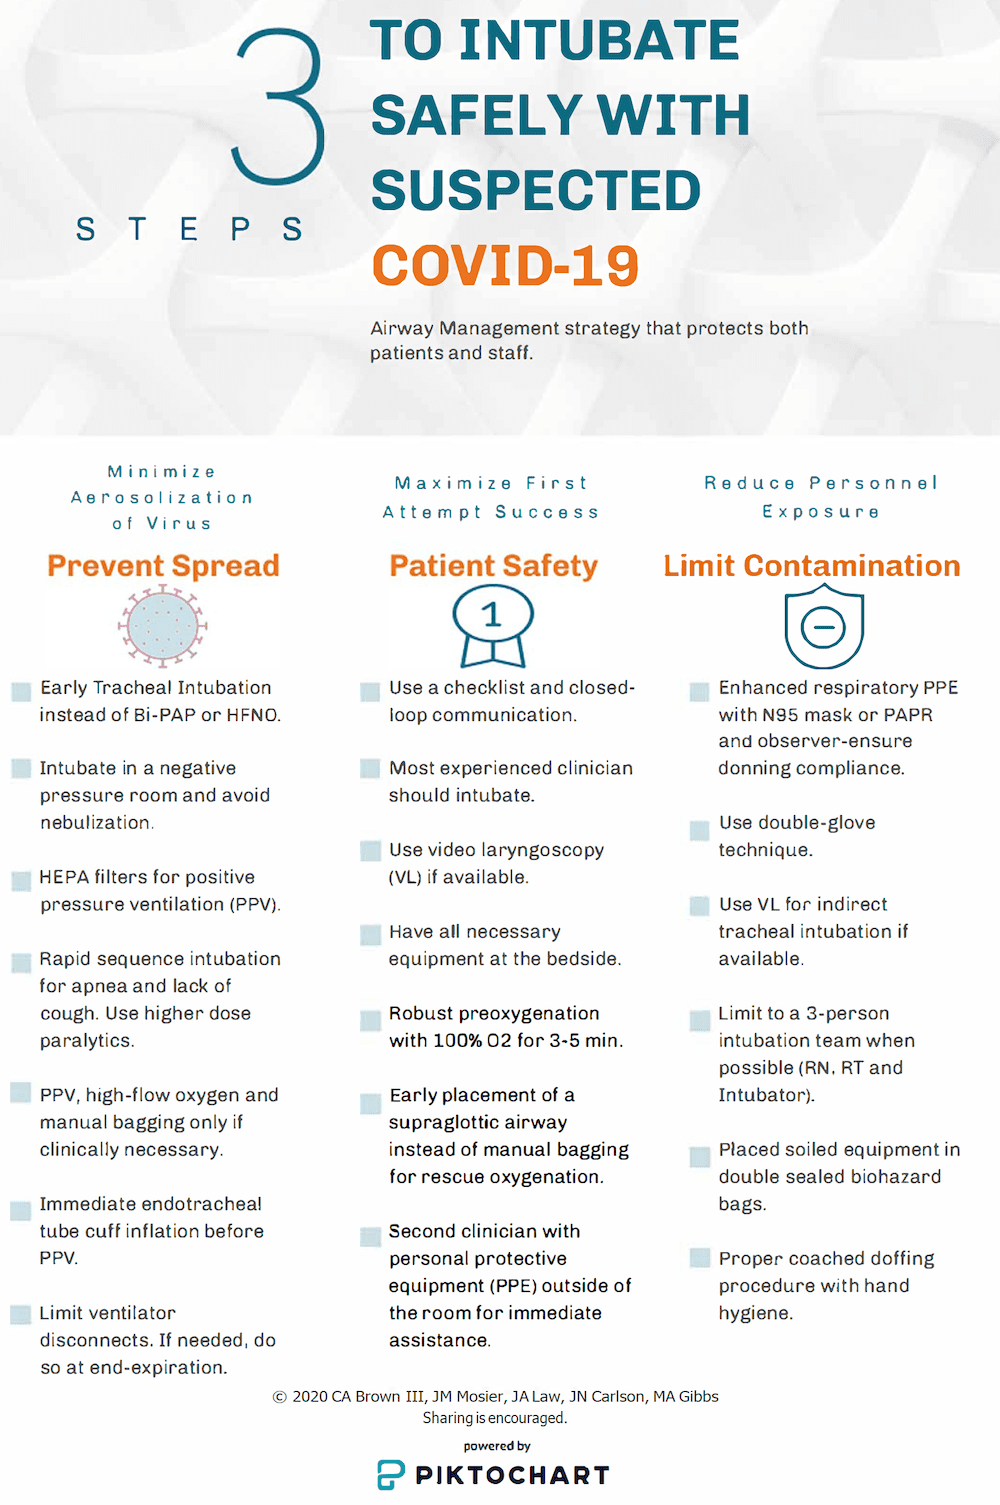 3
STEPS
TO INTUBATE
SAFELY WITH
SUSPECTED
COVID-19
Airway Management strategy that protects both
patients and staff.
Minimize
Aerosolization
of Virus
Prevent Spread
Early Tracheal Intubation
instead of Bi-PAP or HFNO.
Intubate in a negative
pressure room and avoid
nebulization.
HEPA filters for positive
pressure ventilation (PPV).
Rapid sequence intubation
for apnea and lack of
cough. Use higher dose
paralytics.
PPV, high-flow oxygen and
manual bagging only if
clinically necessary.
Immediate endotracheal
tube cuff inflation before
PPV.
Limit ventilator
disconnects. If needed, do
so at end-expiration.
Maximize First
Attempt Success
Patient Safety
1
Use a checklist and closed-
loop communication.
Most experienced clinician
should intubate.
Use video laryngoscopy
(VL) if available.
Have all necessary
equipment at the bedside.
Robust preoxygenation
with 100% O2 for 3-5 min.
Early placement of a
supraglottic airway
instead of manual bagging
for rescue oxygenation.
Second clinician with
personal protective
equipment (PPE) outside of
the room for immediate
assistance.
Reduce Personnel
Exposure
Limit Contamination
Enhanced respiratory PPE
with N95 mask or PAPR
and observer-ensure
donning compliance.
Use double-glove
technique.
Use VL for indirect
tracheal intubation if
available.
Limit to a 3-person
intubation team when
possible (RN, RT and
Intubator).
Placed soiled equipment in
double sealed biohazard
bags.
Proper coached doffing
procedure with hand
hygiene.
© 2020 CA Brown III, JM Mosier, JA Law, JN Carlson, MA Gibbs
Sharing is encouraged.
powered by
PIKTOCHART